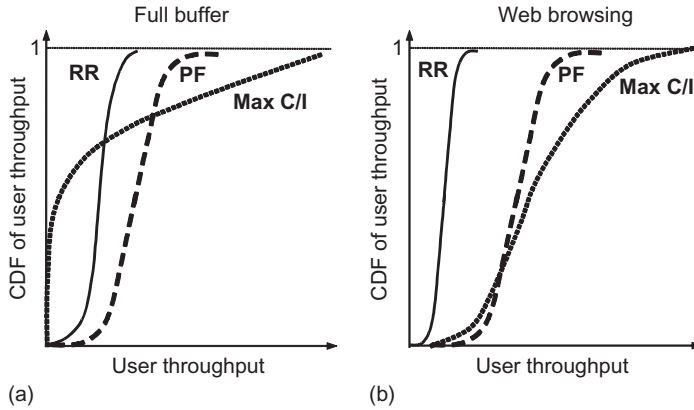 Full buffer
1
RR
PF
Max C/I
CDF of user throughput
User throughput
(a)
Web browsing
1
RR
PF
Max C/I
CDF of user throughput
User throughput
(b)